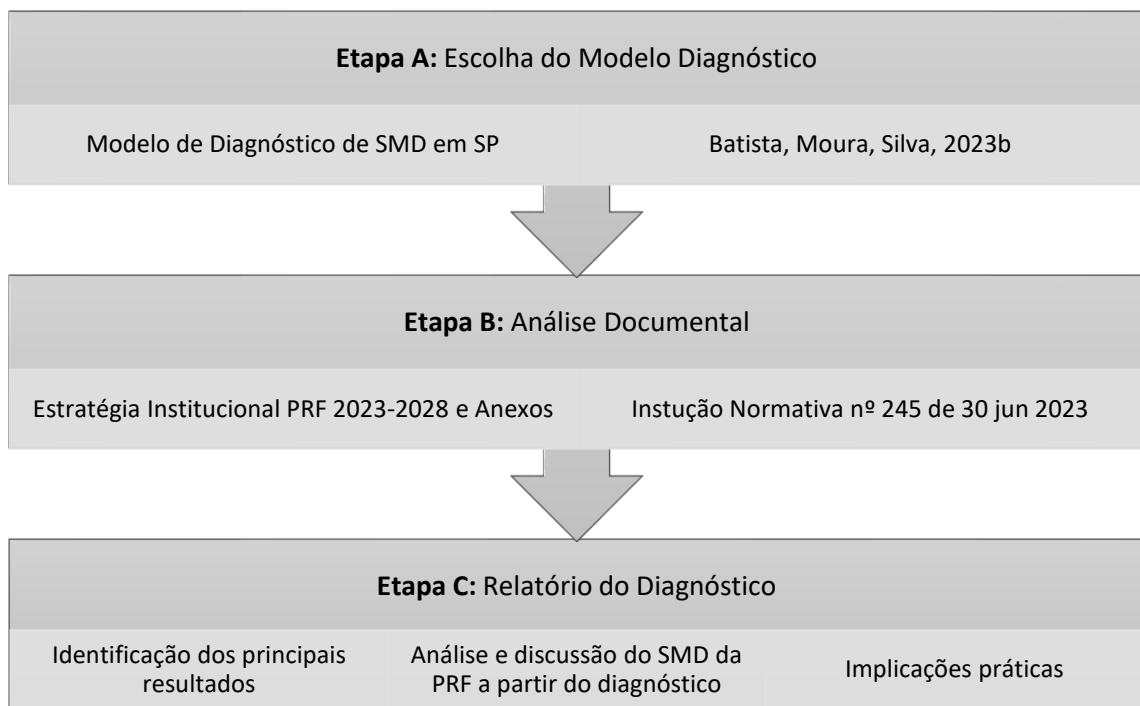 Etapa A: Escolha do Modelo Diagnóstico
Modelo de Diagnóstico de SMD em SP
Batista, Moura, Silva, 2023b
Etapa B: Análise Documental
Estratégia Institucional PRF 2023-2028 e Anexos
Instução Normativa nº 245 de 30 jun 2023
Etapa C: Relatório do Diagnóstico
Identificação dos principais
resultados
Análise e discussão do SMD da
PRF a partir do diagnóstico
Implicações práticas